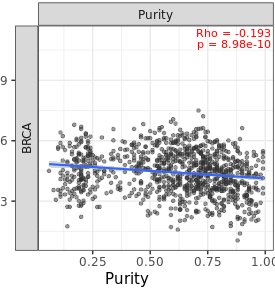 Purity
Rho = -0.193
p = 8.98e-10
BRCA
9
6
3
0.25
0.50
0.75
1.00
Purity